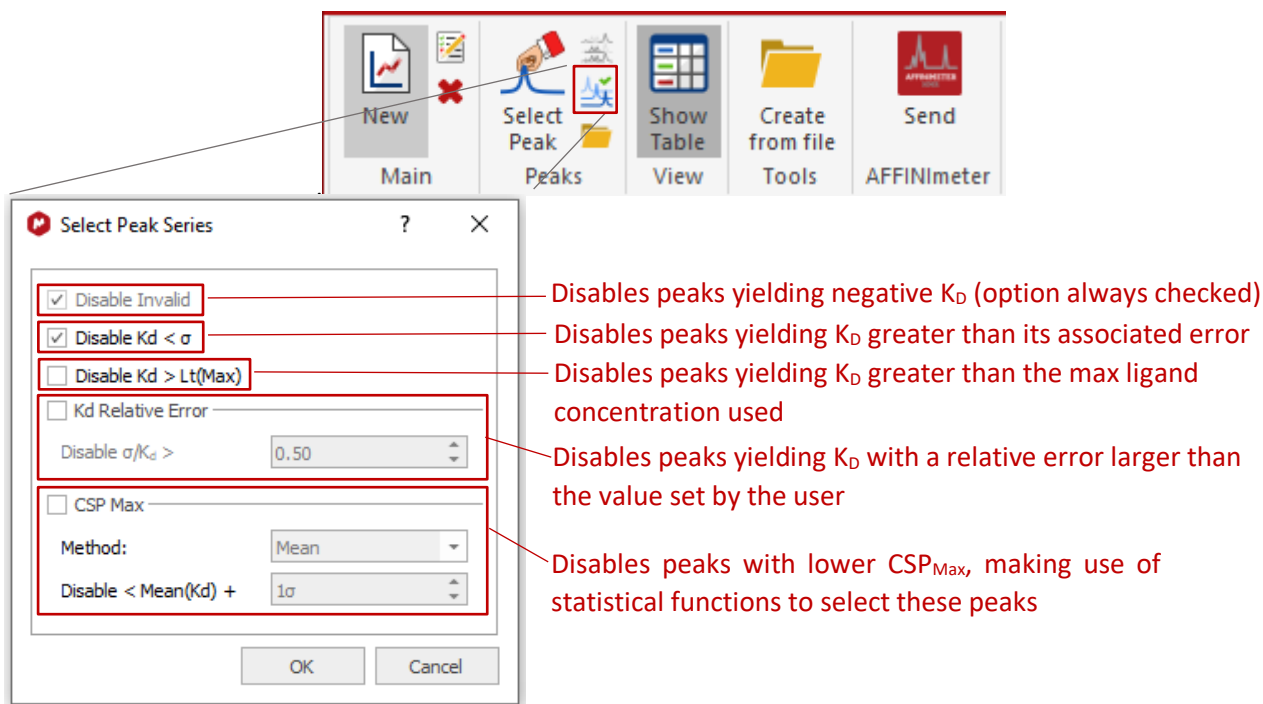 New
Select
Peak
Show
Table
Create
from file
AFFINIMETER
Send
Main
Peaks
View
Tools
AFFINImeter
Select Peak Series
?
Disable Invalid
Disable Kd < σ
Disable Kd > Lt(Max)
Kd Relative Error
Disable σ/Kd >
0.50
CSP Max
Method:
Mean
Disable < Mean(Kd) +
1σ
OK
Cancel
Disables peaks yielding negative KD (option always checked)
Disables peaks yielding KD greater than its associated error
Disables peaks yielding KD greater than the max ligand
concentration used
Disables peaks yielding KD with a relative error larger than
the value set by the user
Disables peaks with lower CSPMax, making use of
statistical functions to select these peaks